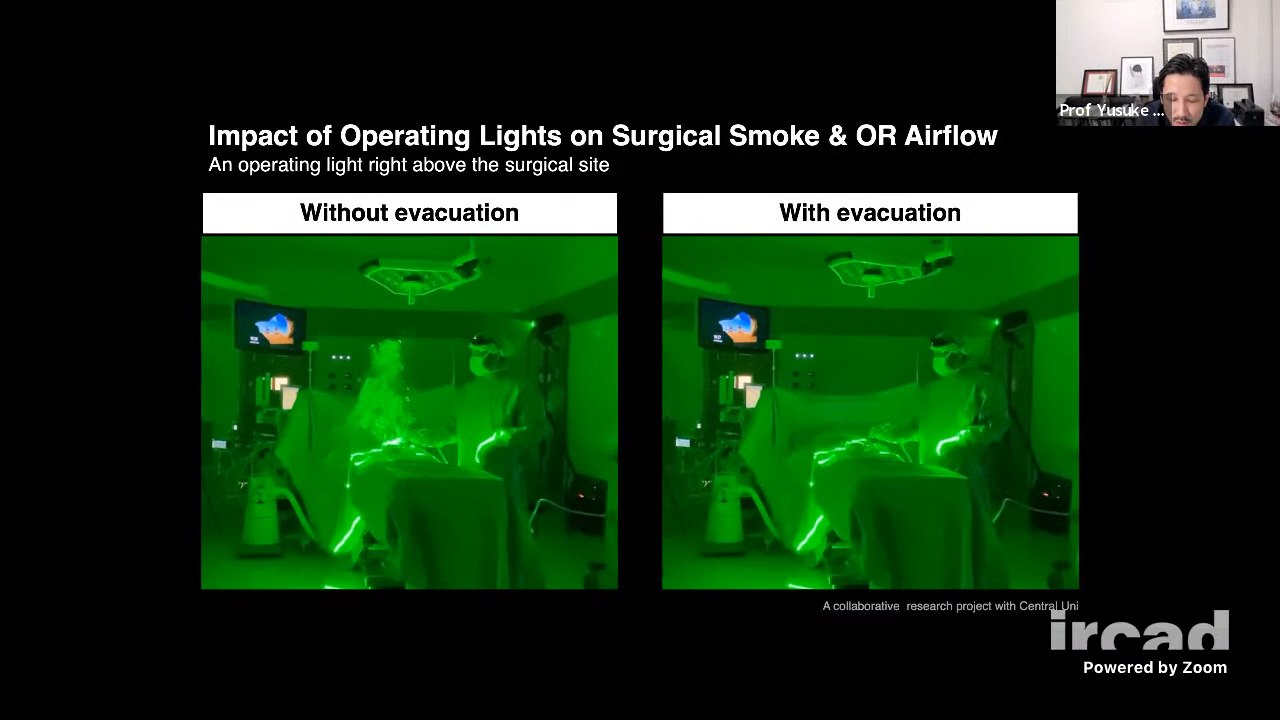 Prof Yusuke ...
Impact of Operating Lights on Surgical Smoke & OR Airflow
An operating light right above the surgical site
Without evacuation
With evacuation
A collaborative research project with Central Uni
ircad
Powered by Zoom